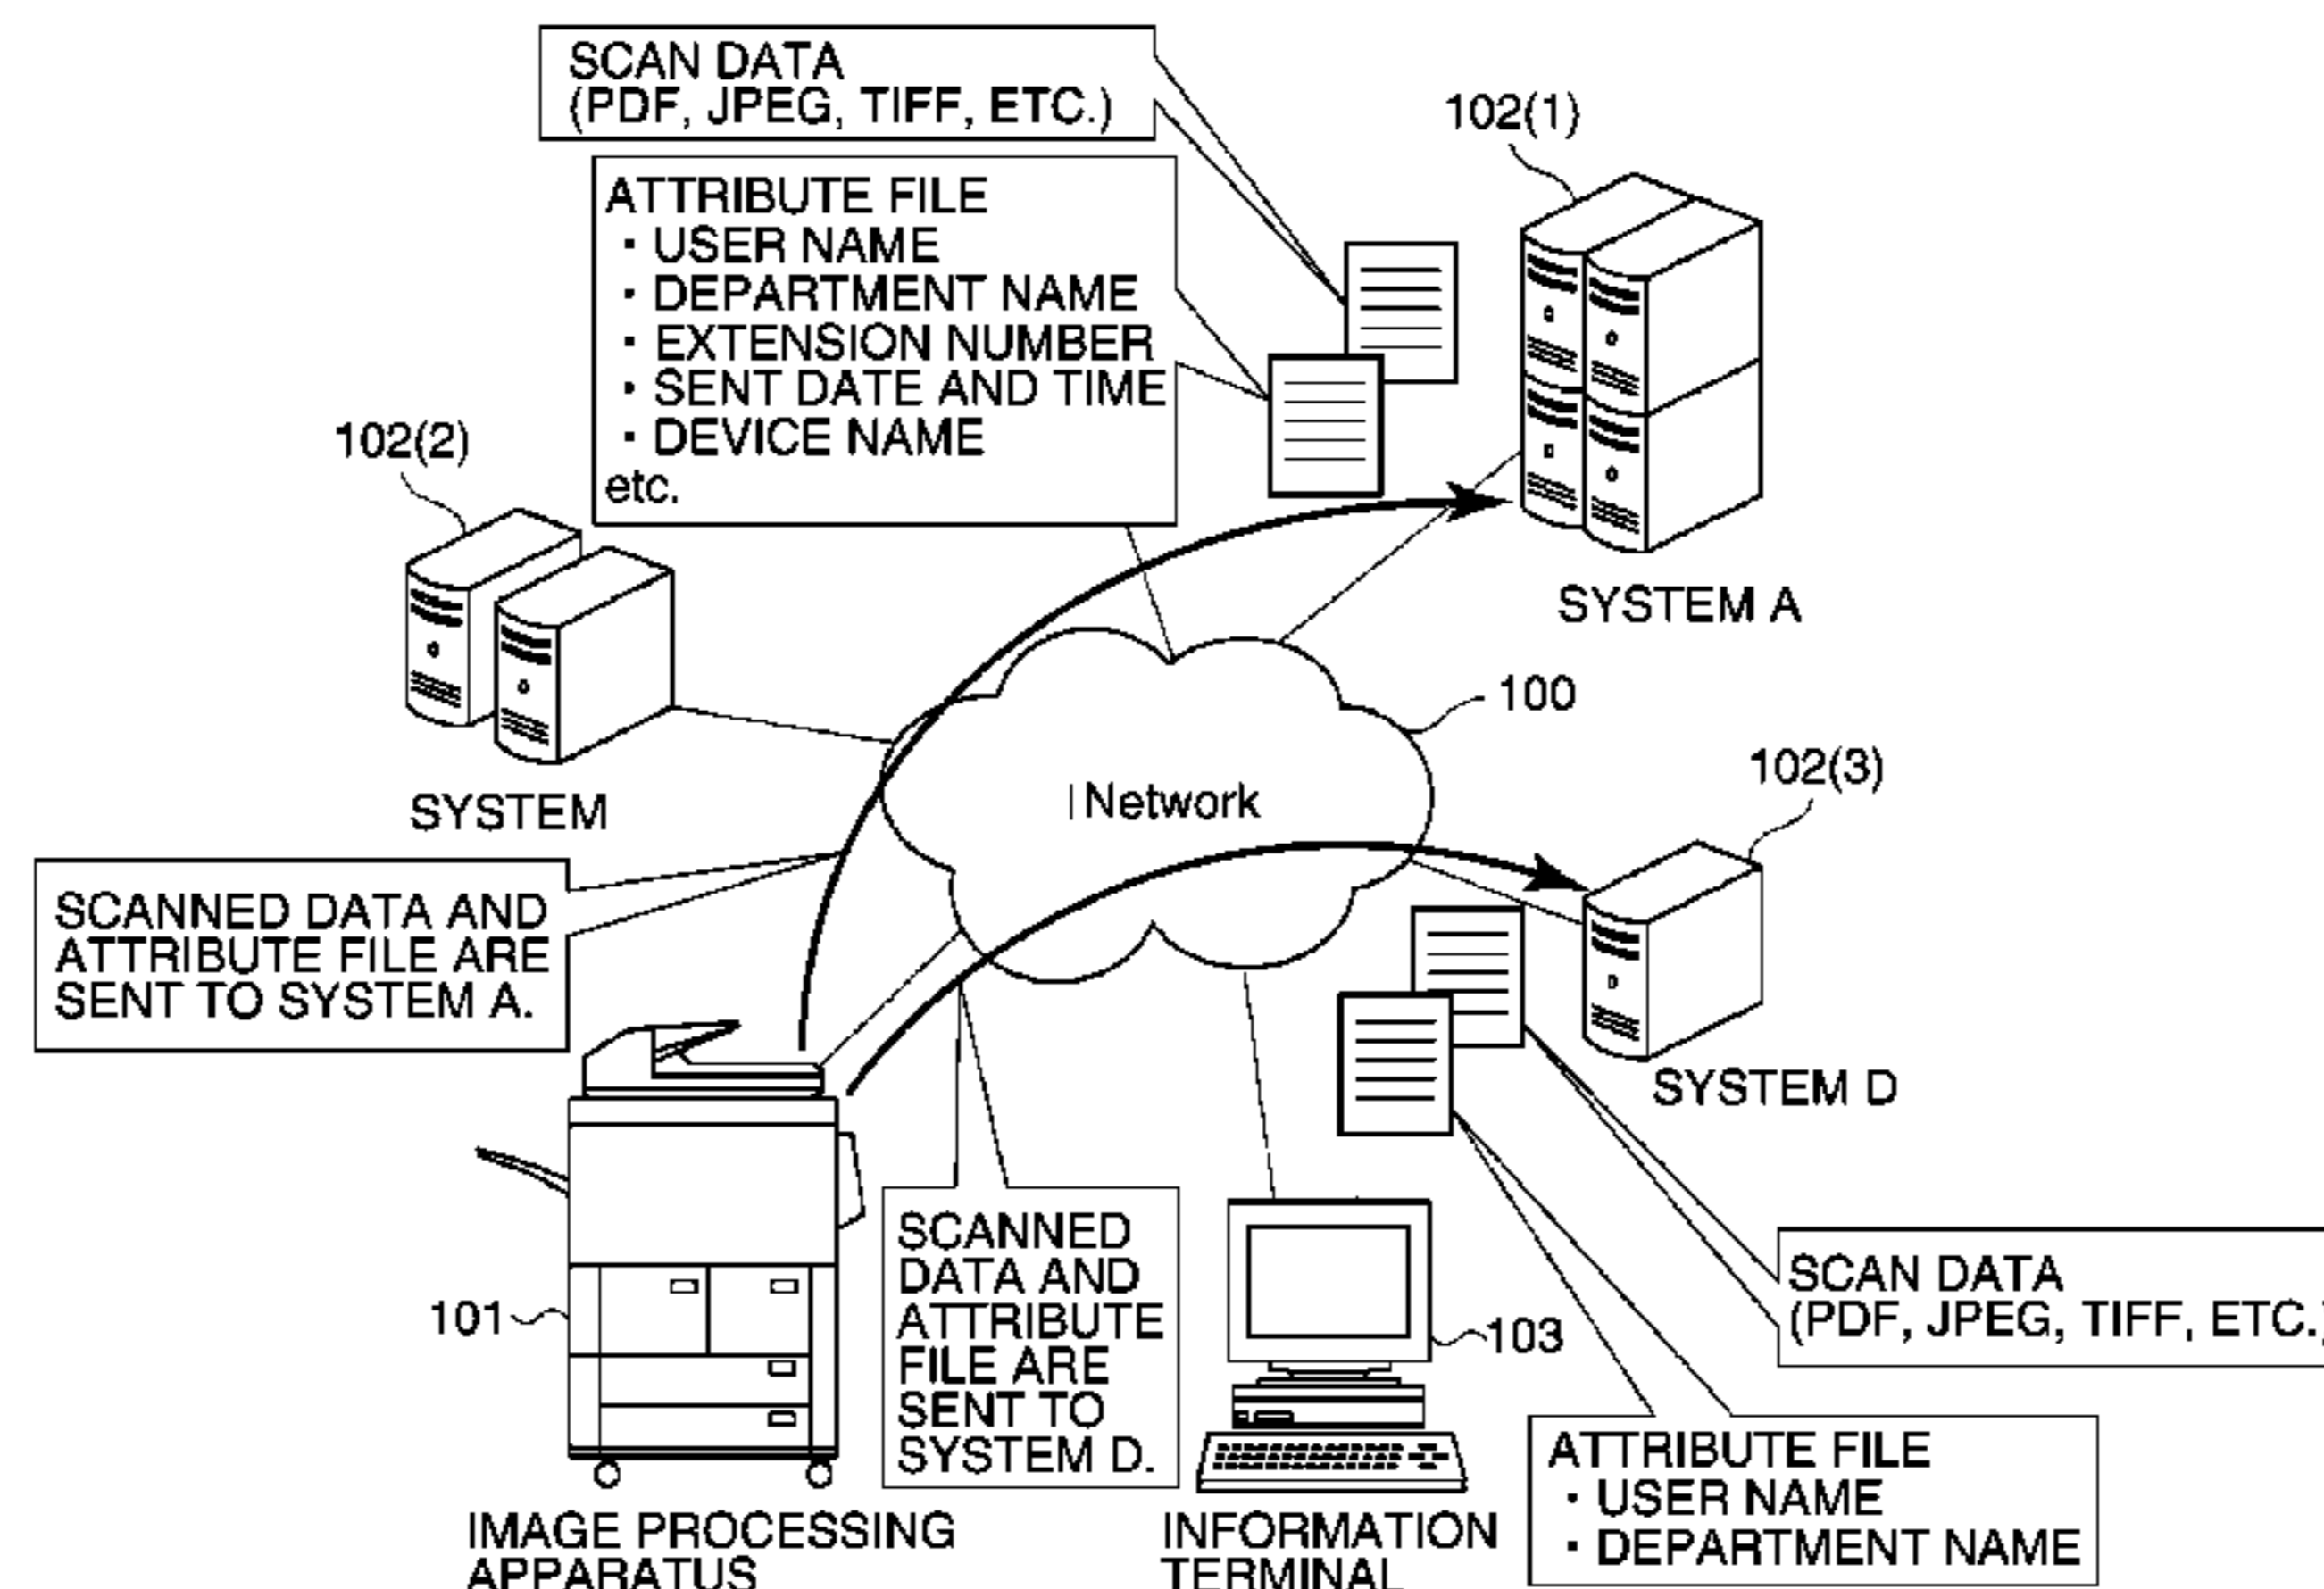 SCAN DATA
(PDF, JPEG, TIFF, ETC.)
102(1)
ATTRIBUTE FILE
· USER NAME
· DEPARTMENT NAME
· EXTENSION NUMBER
· SENT DATE AND TIME
· DEVICE NAME
etc.
102(2)
SYSTEM A
100
Network
102(3)
SYSTEM
SCANNED DATA AND
ATTRIBUTE FILE ARE
SENT TO SYSTEM A.
SYSTEM D
SCANNED
DATA AND
ATTRIBUTE
FILE ARE
SENT TO
SYSTEM D.
101
103
SCAN DATA
(PDF, JPEG, TIFF, ETC.)
ATTRIBUTE FILE
· USER NAME
· DEPARTMENT NAME
IMAGE PROCESSING
APPARATUS
INFORMATION
TERMINAL